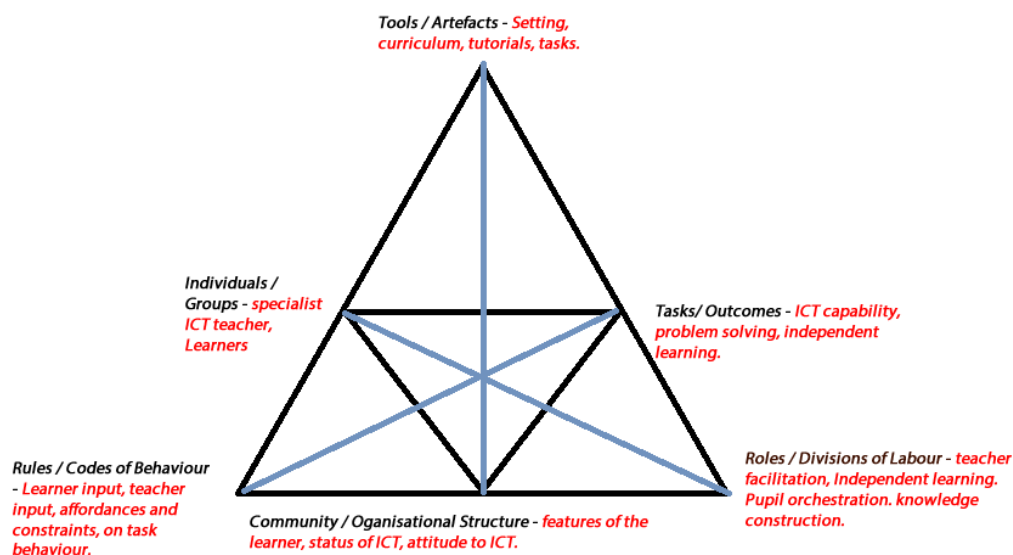 Tools / Artefacts - Setting,
curriculum, tutorials, tasks.
Individuals /
Groups - specialist
ICT teacher,
Learners
Tasks/ Outcomes - ICT capability,
problem solving, independent
learning.
Rules / Codes of Behaviour
- Learner input, teacher
input, affordances and
constraints, on task
behaviour.
Community / Oganisational Structure - features of the
learner, status of ICT, attitude to ICT.
Roles / Divisions of Labour - teacher
facilitation, Independent learning.
Pupil orchestration. knowledge
construction.